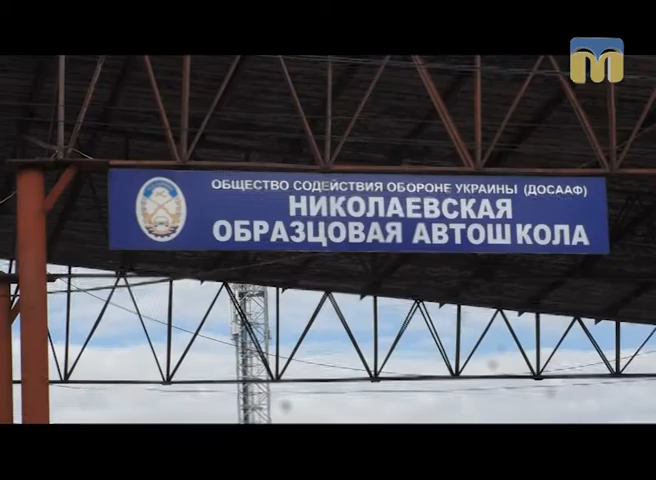 ОБЩЕСТВО СОДЕЙСТВИЯ ОБОРОНЕ УКРАИНЫ (ДОСААФ)
НИКОЛАЕВСКАЯ
ОБРАЗЦОВАЯ АВТОШКОЛА